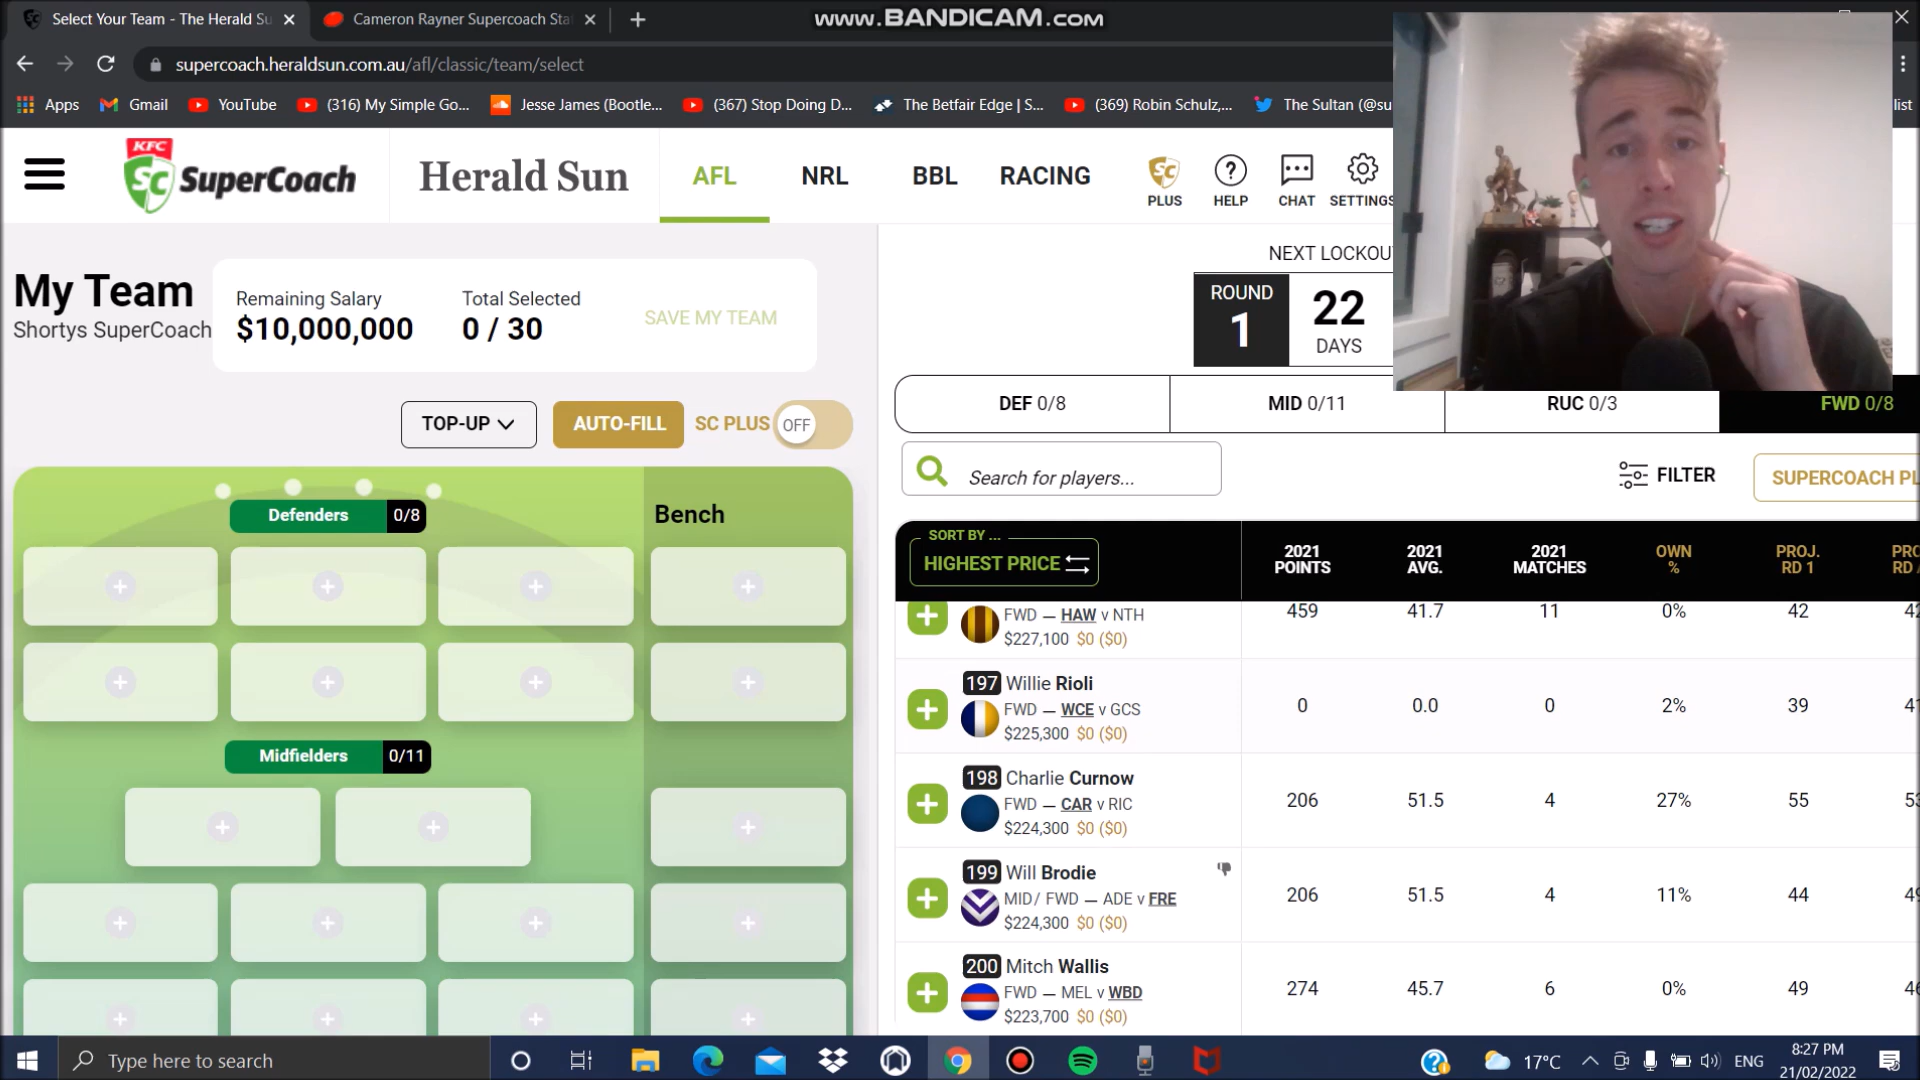 Select Your Team - The Herald Su
Cameron Rayner Supercoach Sta
www.BANDICAM.com
supercoach.heraldsun.com.au/afl/classic/team/select
Apps
Gmail
YouTube
(316) My Simple Go...
Jesse James (Bootle...
(367) Stop Doing D...
The Betfair Edge | S...
(369) Robin Schulz,...
The Sultan (@su
list
KFC
SC SuperCoach
Herald Sun
AFL
NRL
BBL
RACING
SC
PLUS
HELP
CHAT
SETTINGS
My Team
Shortys SuperCoach
Remaining Salary
$10,000,000
Total Selected
0 / 30
SAVE MY TEAM
NEXT LOCKOU
ROUND
1
22
DAYS
TOP-UP
AUTO-FILL
SC PLUS
OFF
DEF 0/8
MID 0/11
RUC 0/3
FWD 0/8
Search for players...
FILTER
SUPERCOACH PL
Defenders 0/8
Bench
Midfielders 0/11
SORT BY ...
HIGHEST PRICE
2021 POINTS
2021 AVG.
2021 MATCHES
OWN %
PROJ. RD 1
PRO
RD
FWD — HAW v NTH
$227,100 $0 ($0)
459
41.7
11
0%
42
42
197 Willie Rioli
FWD — WCE v GCS
$225,300 $0 ($0)
0
0.0
0
2%
39
41
198 Charlie Curnow
FWD — CAR v RIC
$224,300 $0 ($0)
206
51.5
4
27%
55
53
199 Will Brodie
MID/ FWD — ADE v FRE
$224,300 $0 ($0)
206
51.5
4
11%
44
49
200 Mitch Wallis
FWD — MEL v WBD
$223,700 $0 ($0)
274
45.7
6
0%
49
46
Type here to search
17°C
ENG
8:27 PM
21/02/2022